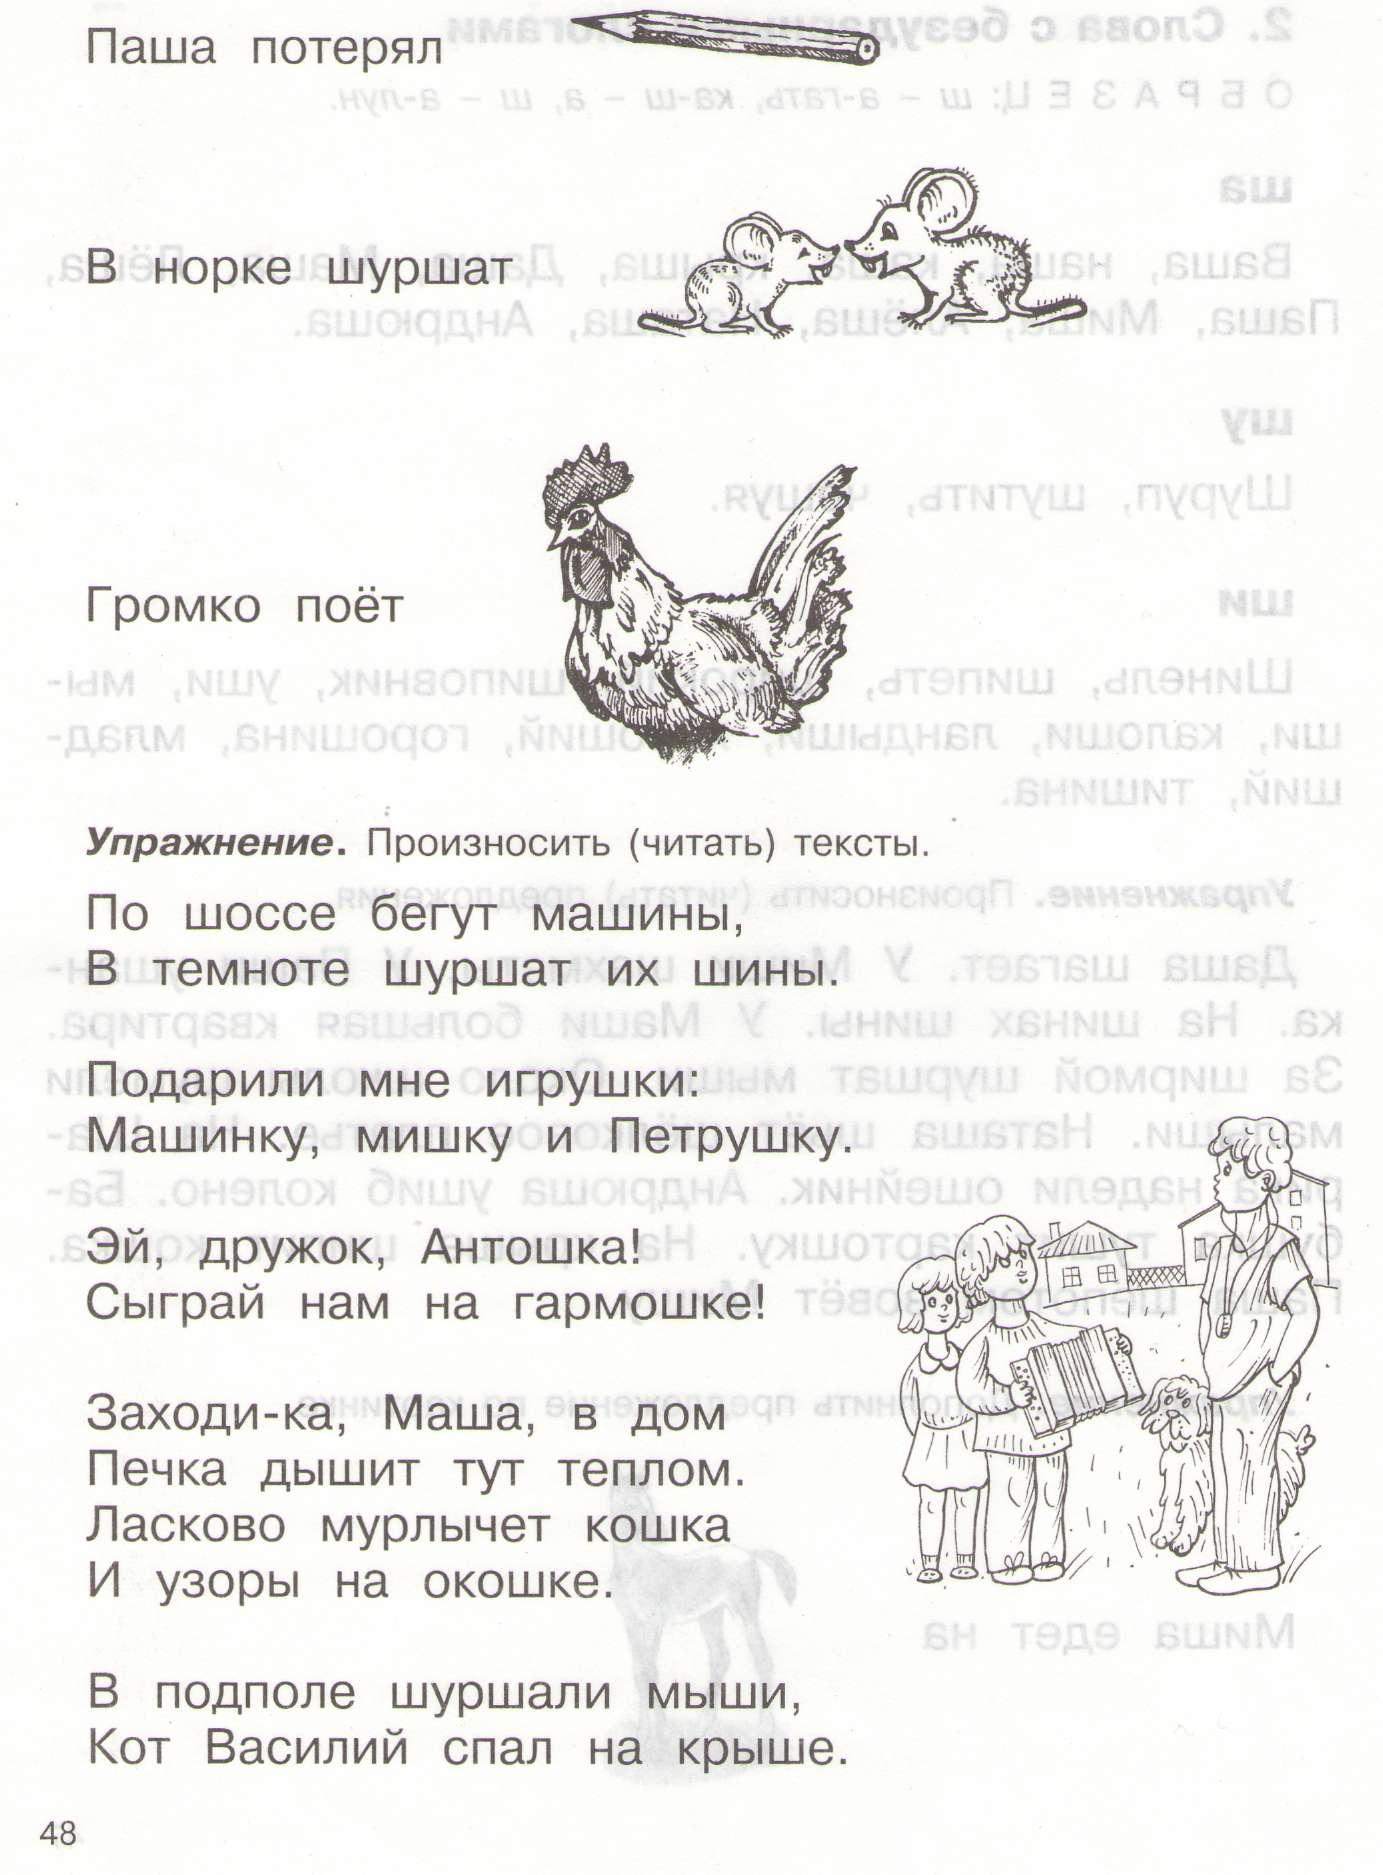 Паша потерял
В норке шуршат
Громко поёт
Упражнение. Произносить (читать) тексты.
По шоссе бегут машины,
В темноте шуршат их шины.
Подарили мне игрушки:
Машинку, мишку и Петрушку.
Эй, дружок, Антошка!
Сыграй нам на гармошке!
Заходи-ка, Маша, в дом
Печка дышит тут теплом.
Ласково мурлычет кошка
И узоры на окошке.
В подполе шуршали мыши,
Кот Василий спал на крыше.
48